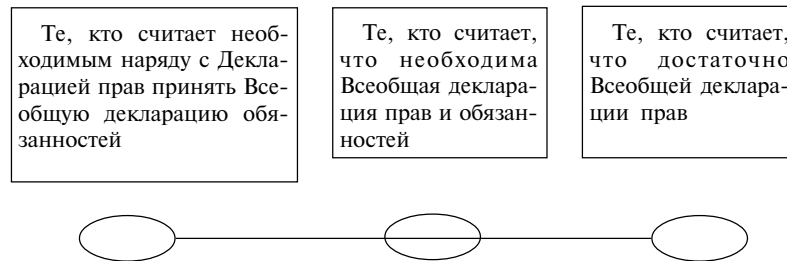 Те, кто считает необ-
ходимым наряду с Декла-
рацией прав принять Все-
общую декларацию обя-
занностей
Те, кто считает,
что необходима
Всеобщая деклара-
ция прав и обязан-
ностей
Те, кто считает,
что достаточно
Всеобщей деклара-
ции прав